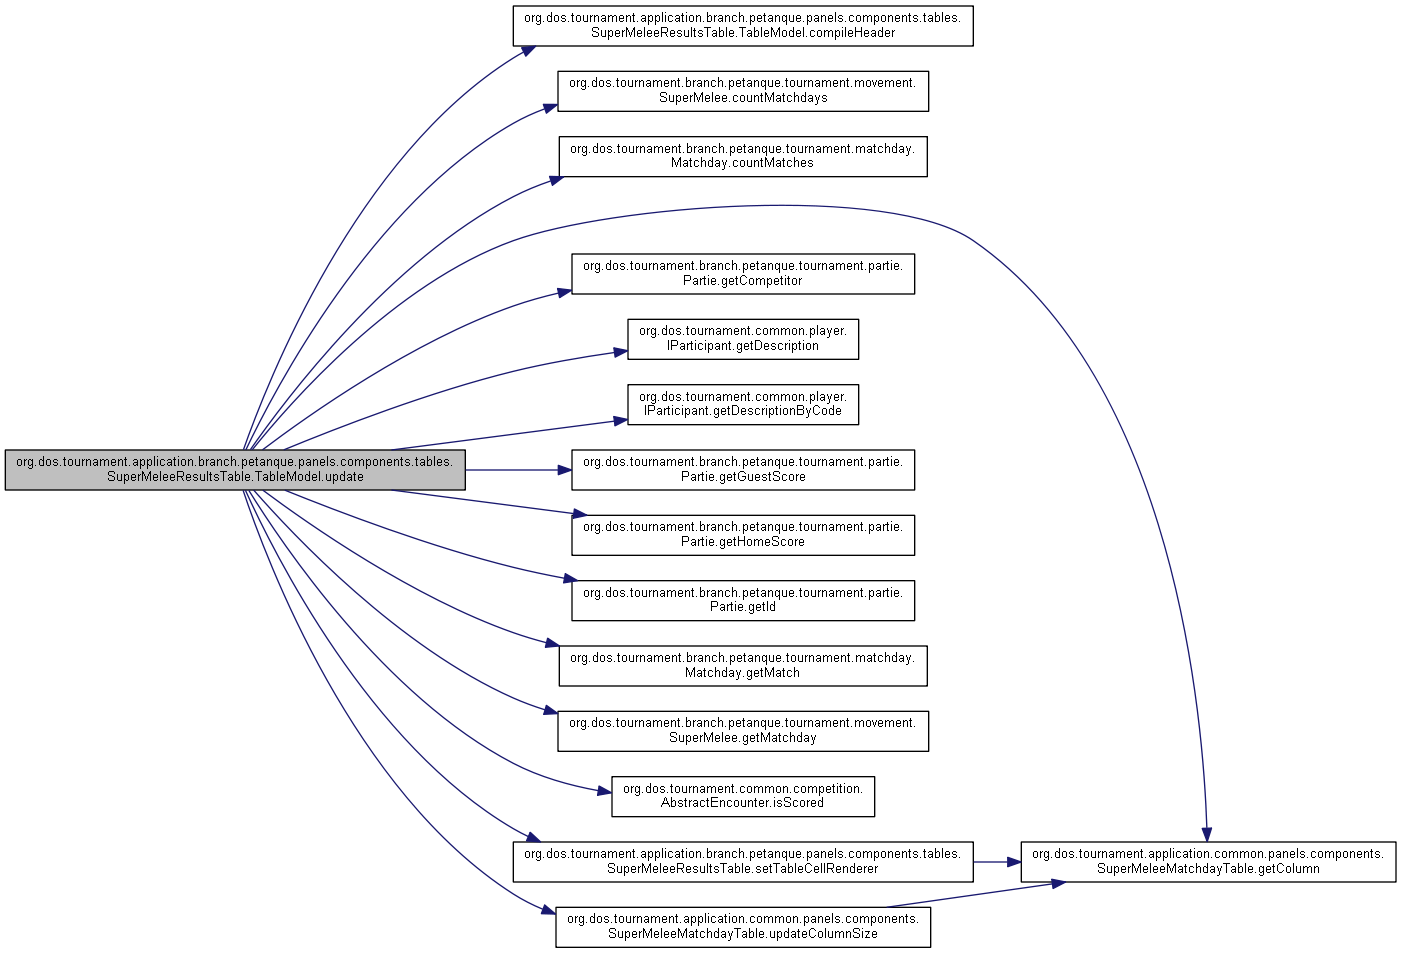 org.dos.tournament.application.branch.petanque.panels.components.tables.
SuperMeleeResultsTable.TableModel.compileHeader
org.dos.tournament.branch.petanque.tournament.movement.
SuperMelee.countMatchdays
org.dos.tournament.branch.petanque.tournament.matchday.
Matchday.countMatches
org.dos.tournament.branch.petanque.tournament.partie.
Partie.getCompetitor
org.dos.tournament.common.player.
IParticipant.getDescription
org.dos.tournament.common.player.
IParticipant.getDescriptionByCode
org.dos.tournament.application.branch.petanque.panels.components.tables.
SuperMeleeResultsTable.TableModel.update
org.dos.tournament.branch.petanque.tournament.partie.
Partie.getGuestScore
org.dos.tournament.branch.petanque.tournament.partie.
Partie.getHomeScore
org.dos.tournament.branch.petanque.tournament.partie.
Partie.getId
org.dos.tournament.branch.petanque.tournament.matchday.
Matchday.getMatch
org.dos.tournament.branch.petanque.tournament.movement.
SuperMelee.getMatchday
org.dos.tournament.common.competition.
AbstractEncounter.isScored
org.dos.tournament.application.branch.petanque.panels.components.tables.
SuperMeleeResultsTable.setTableCellRenderer
org.dos.tournament.application.common.panels.components.
SuperMeleeMatchdayTable.getColumn
org.dos.tournament.application.common.panels.components.
SuperMeleeMatchdayTable.updateColumnSize